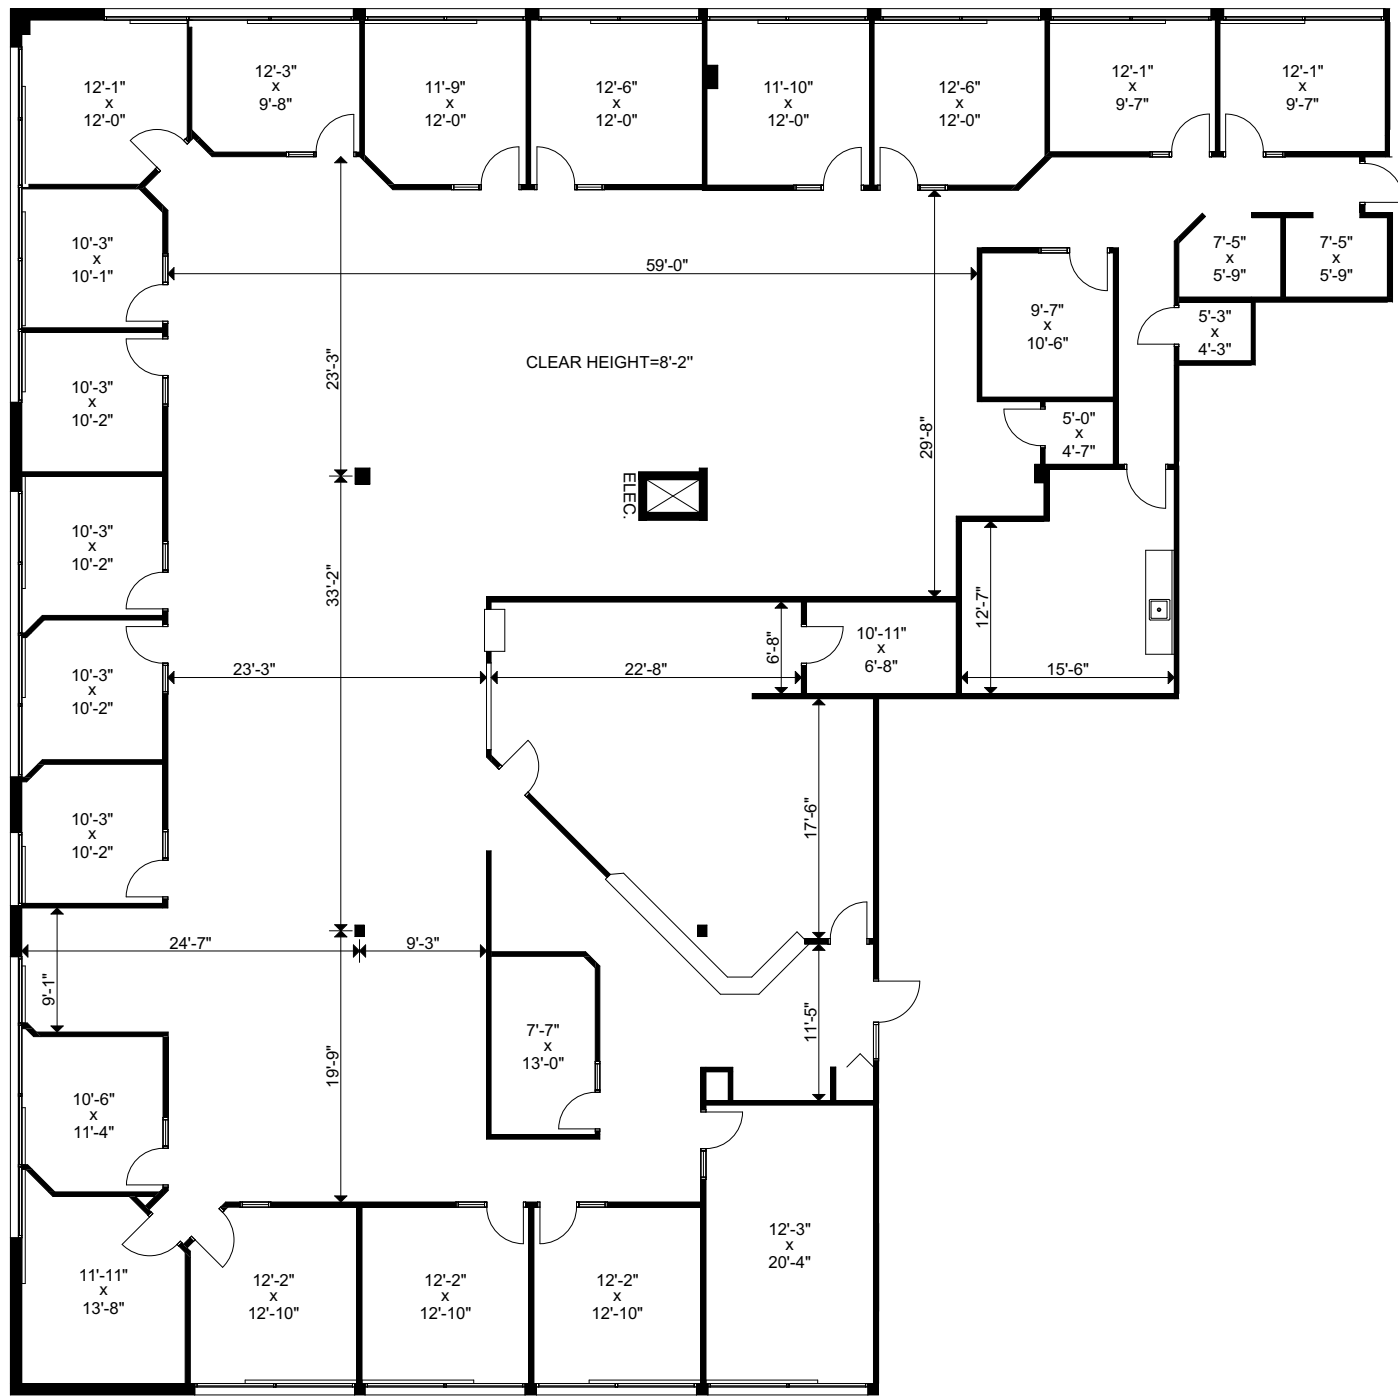 12'-1"
x
12'-0"
12'-3"
x
9'-8"
11'-9"
x
12'-0"
12'-6"
x
12'-0"
11'-10"
x
12'-0"
12'-6"
x
12'-0"
12'-1"
x
9'-7"
12'-1"
x
9'-7"
10'-3"
x
10'-1"
59'-0"
7'-5"
x
5'-9"
7'-5"
x
5'-9"
9'-7"
x
10'-6"
5'-3"
x
4'-3"
CLEAR HEIGHT=8'-2"
23'-3"
10'-3"
x
10'-2"
29'-8"
5'-0"
x
4'-7"
ELEC.
10'-3"
x
10'-2"
33'-2"
12'-7"
10'-11"
x
6'-8"
6'-8"
10'-3"
x
10'-2"
23'-3"
22'-8"
15'-6"
10'-3"
x
10'-2"
17'-6"
24'-7"
9'-3"
9'-1"
11'-5"
7'-7"
x
13'-0"
19'-9"
10'-6"
x
11'-4"
12'-3"
x
20'-4"
11'-11"
x
13'-8"
12'-2"
x
12'-10"
12'-2"
x
12'-10"
12'-2"
x
12'-10"